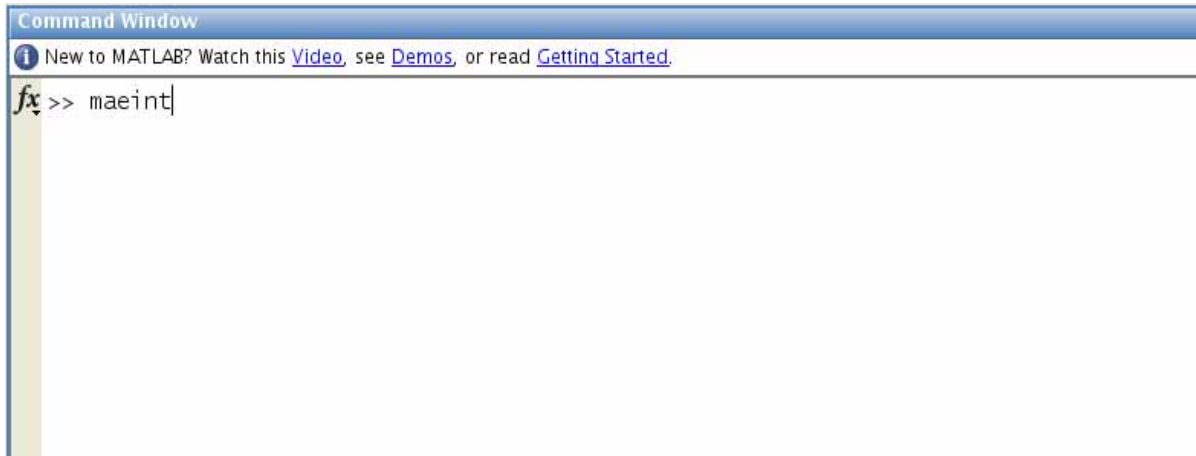 Command Window
New to MATLAB? Watch this Video, see Demos, or read Getting Started.
fx >> maeint